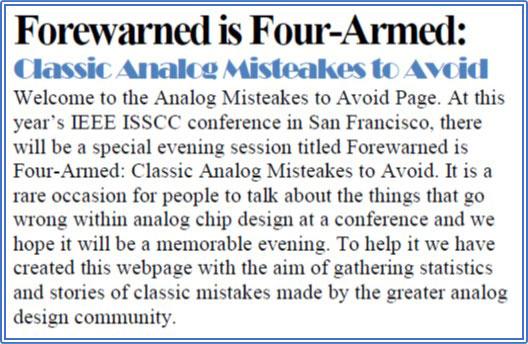 Forewarned is Four-Armed:
Classic Analog Misteakes to Avoid
Welcome to the Analog Misteakes to Avoid Page. At this
year's IEEE ISSCC conference in San Francisco, there
will be a special evening session titled Forewarned is
Four-Armed: Classic Analog Misteakes to Avoid. It is a
rare occasion for people to talk about the things that go
wrong within analog chip design at a conference and we
hope it will be a memorable evening. To help it we have
created this webpage with the aim of gathering statistics
and stories of classic mistakes made by the greater analog
design community.